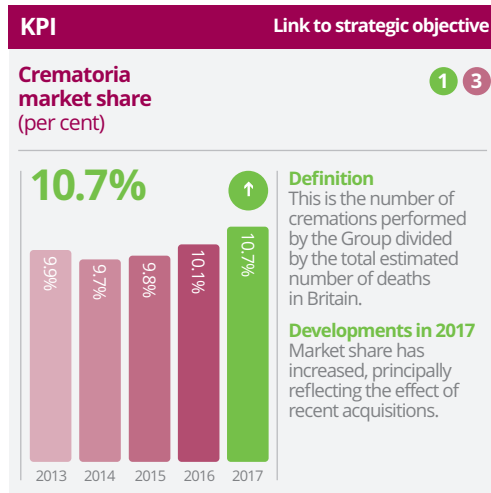 KPI
Link to strategic objective
Crematoria
market share
(per cent)
1 3
10.7%
9.9%
9.7%
9.8%
10.1%
10.7%
2013 2014 2015 2016 2017
Definition
This is the number of
cremations performed
by the Group divided
by the total estimated
number of deaths
in Britain.
Developments in 2017
Market share has
increased, principally
reflecting the effect of
recent acquisitions.